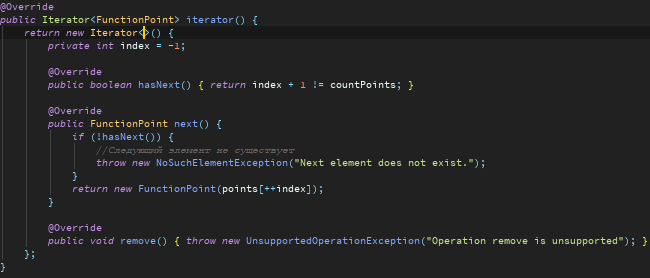 @Override
public Iterator<FunctionPoint> iterator() {
return new Iterator<>() {
private int index = -1;
@Override
public boolean hasNext() { return index + 1 != countPoints; }
@Override
public FunctionPoint next() {
if (!hasNext()) {
//Следующий элемент не существует
throw new NoSuchElementException("Next element does not exist.");
}
return new FunctionPoint(points[++index]);
}
@Override
public void remove() { throw new UnsupportedOperationException("Operation remove is unsupported"); }
};
}